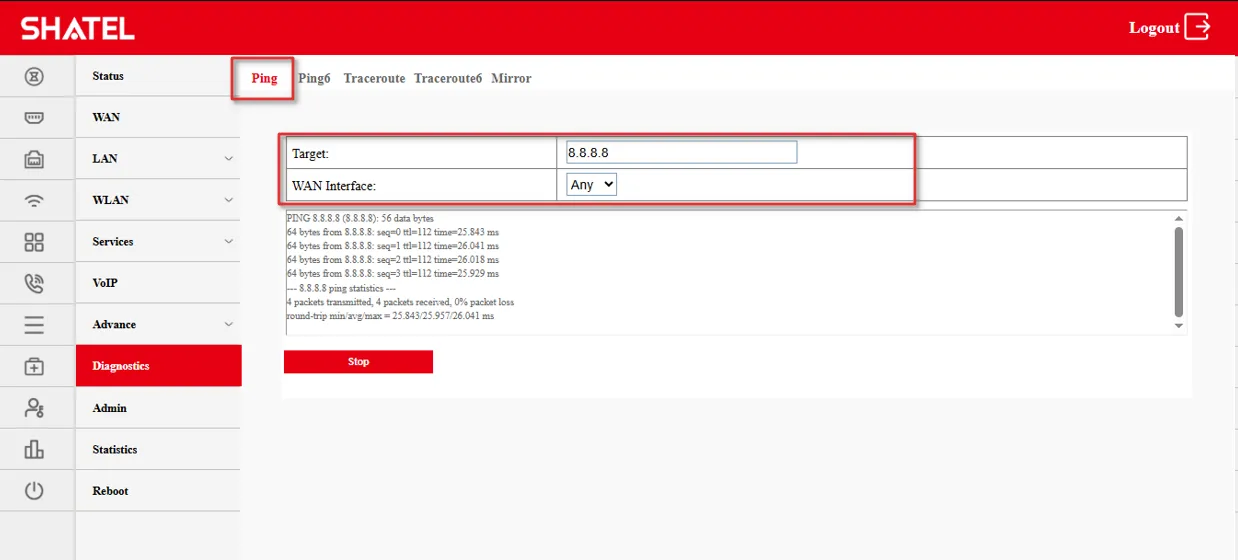 SHATEL
Logout
Status
WAN
LAN
WLAN
Services
VoIP
Advance
Diagnostics
Admin
Statistics
Reboot
Ping Ping6 Traceroute Traceroute6 Mirror
Target: 8.8.8.8
WAN Interface: Any
PING 8.8.8.8 (8.8.8.8): 56 data bytes
64 bytes from 8.8.8.8: seq=0 ttl=112 time=25.843 ms
64 bytes from 8.8.8.8: seq=1 ttl=112 time=26.041 ms
64 bytes from 8.8.8.8: seq=2 ttl=112 time=26.018 ms
64 bytes from 8.8.8.8: seq=3 ttl=112 time=25.929 ms
--- 8.8.8.8 ping statistics ---
4 packets transmitted, 4 packets received, 0% packet loss
round-trip min/avg/max = 25.843/25.957/26.041 ms
Stop